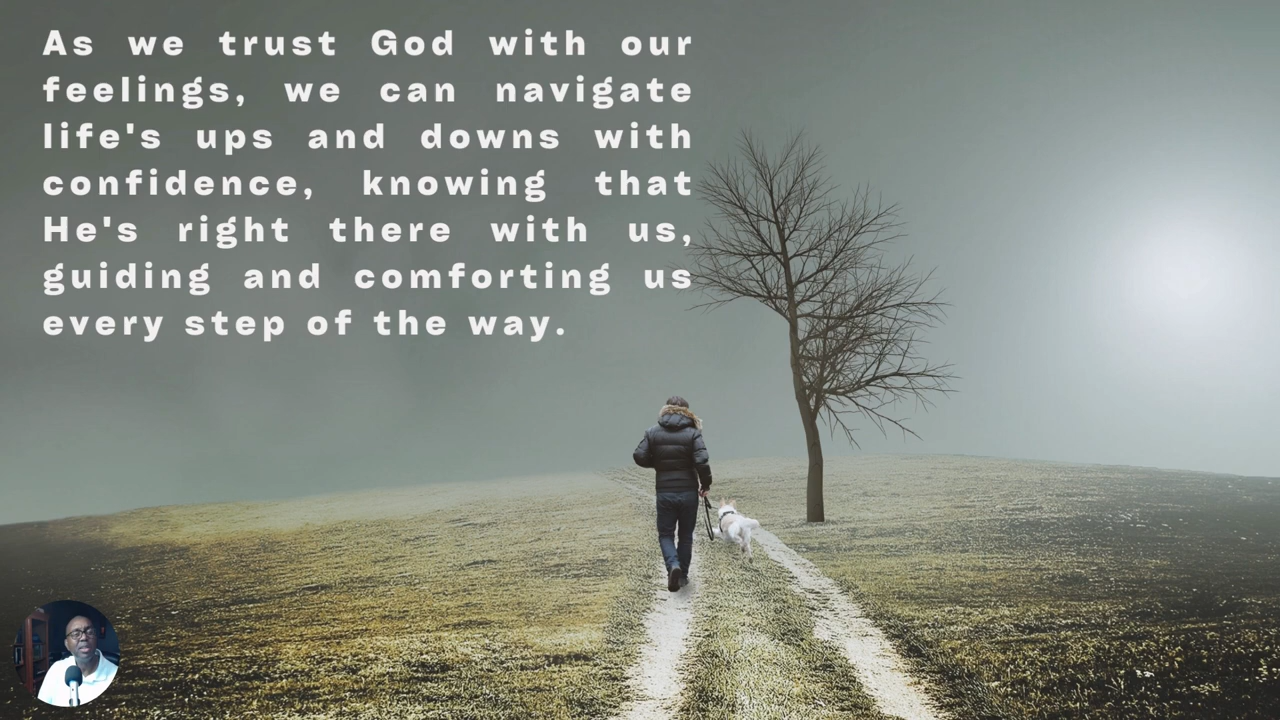 As we trust God with our
feelings, we can navigate
life's ups and downs with
confidence, knowing that
He's right there with us,
guiding and comforting us
every step of the way.